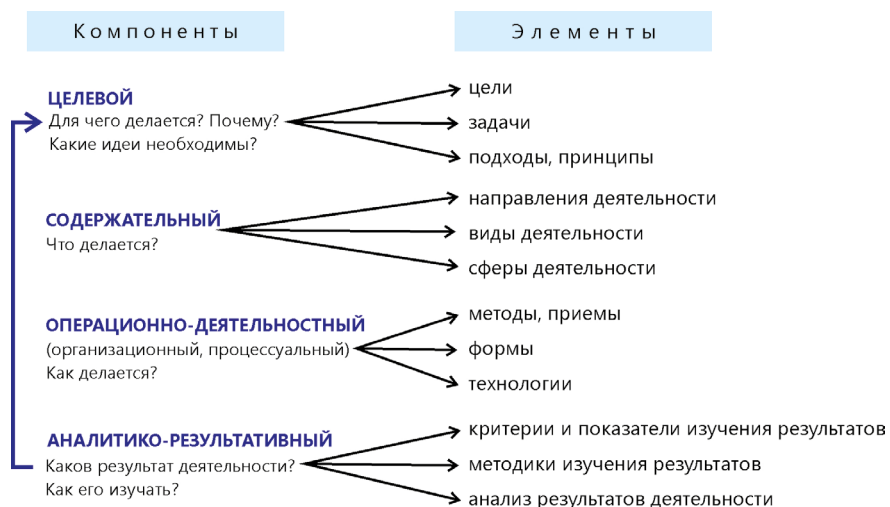 Компоненты
Элементы
ЦЕЛЕВОЙ
Для чего делается? Почему?
Какие идеи необходимы?
цели
задачи
подходы, принципы
СОДЕРЖАТЕЛЬНЫЙ
Что делается?
направления деятельности
виды деятельности
сферы деятельности
ОПЕРАЦИОННО-ДЕЯТЕЛЬНОСТНЫЙ
(организационный, процессуальный)
Как делается?
методы, приемы
формы
технологии
АНАЛИТИКО-РЕЗУЛЬТАТИВНЫЙ
Каков результат деятельности?
Как его изучать?
критерии и показатели изучения результатов
методики изучения результатов
анализ результатов деятельности